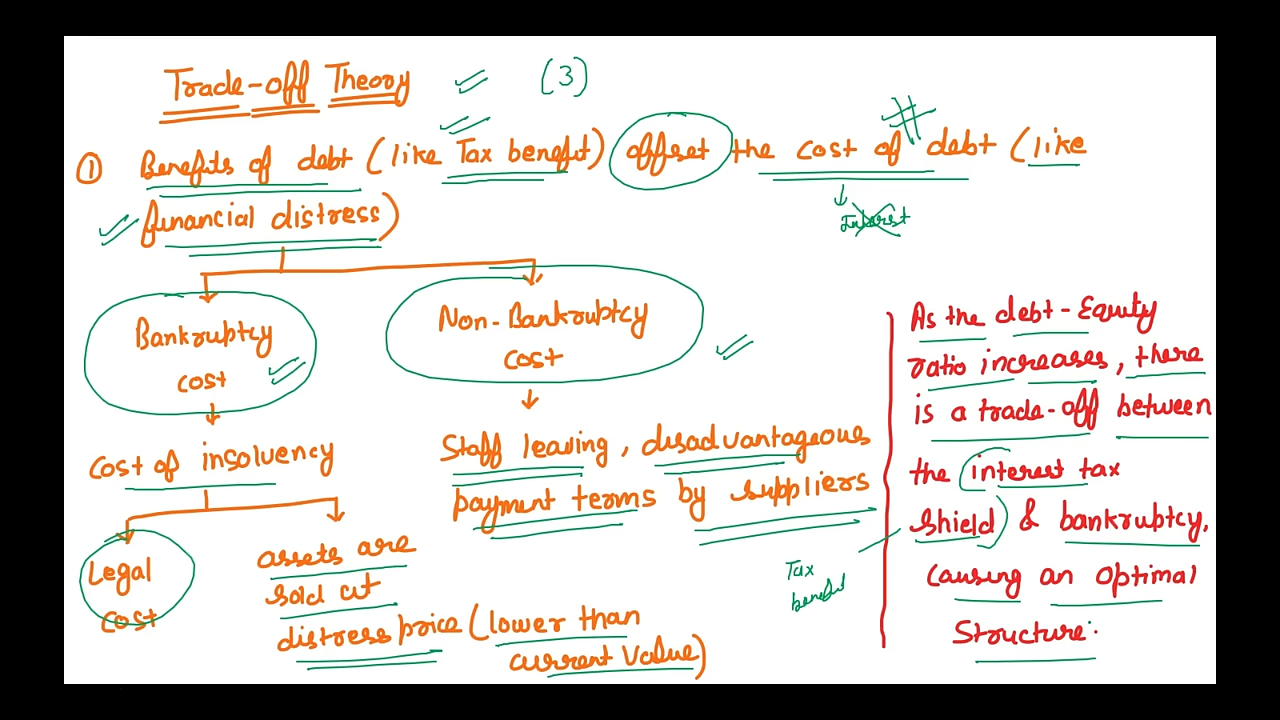 Trade-off Theory (3)
① Benefits of debt (like Tax benefit) offset the cost of debt (like
Interest
financial distress)
Bankruptcy
cost
Non-Bankruptcy
cost
Cost of insolvency
Legal
cost
assets are
sold at
distress price (lower than
current value)
Staff leaving, disadvantageous
payment terms by suppliers
Tax
benefit
As the debt-Equity
ratio increases, there
is a trade-off between
the interest tax
shield & bankruptcy,
causing an optimal
structure.